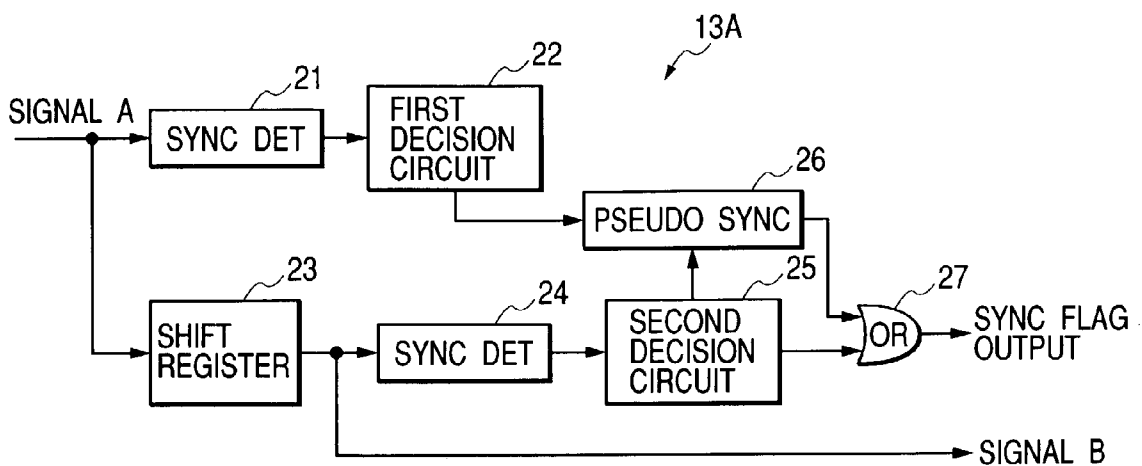 13A
21
22
SIGNAL A
SYNC DET
FIRST
DECISION
CIRCUIT
26
PSEUDO SYNC
23
24
25
27
SHIFT
REGISTER
SYNC DET
SECOND
DECISION
CIRCUIT
OR
SYNC FLAG
OUTPUT
SIGNAL B